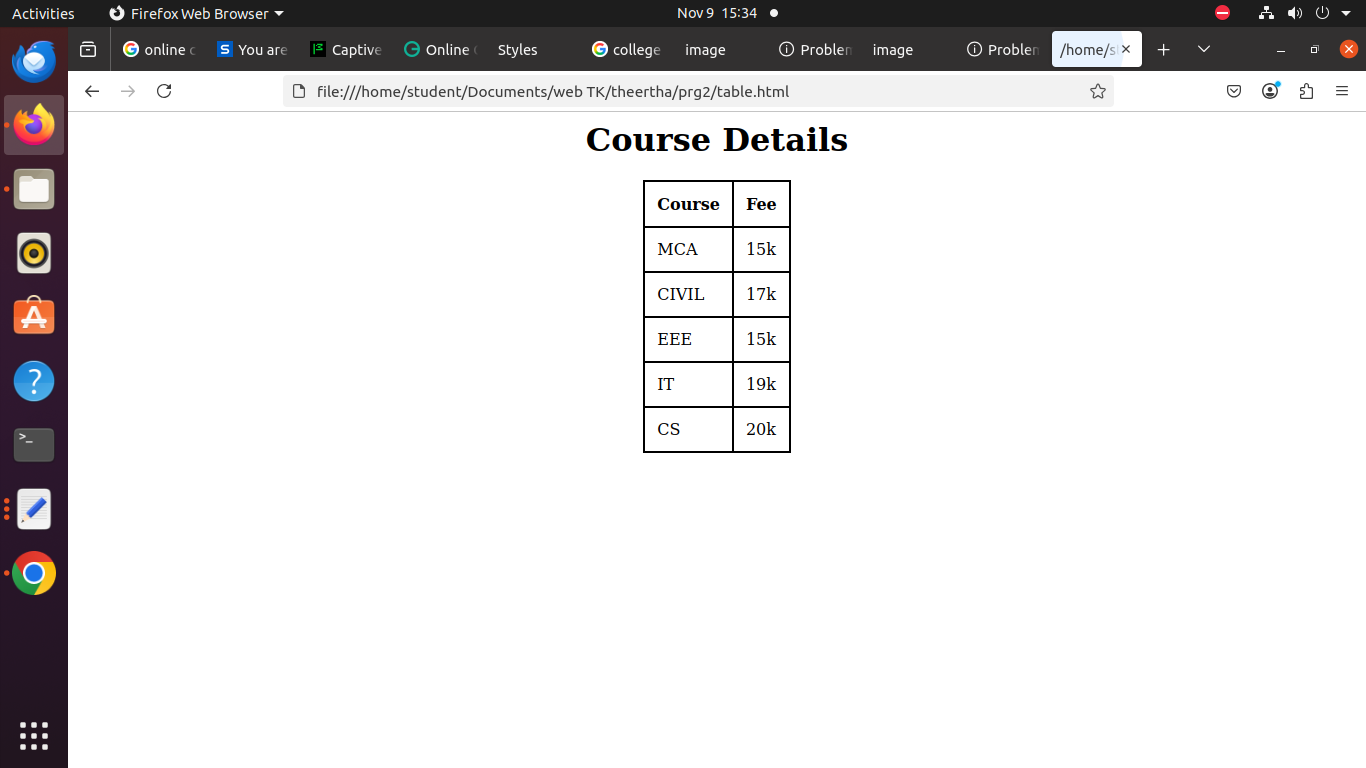 Activities Firefox Web Browser Nov 9 15:34
online c You are Captive Online Styles college image Problem image Problem /home/s
file:///home/student/Documents/web TK/theertha/prg2/table.html
Course Details
Course Fee
MCA 15k
CIVIL 17k
EEE 15k
IT 19k
CS 20k